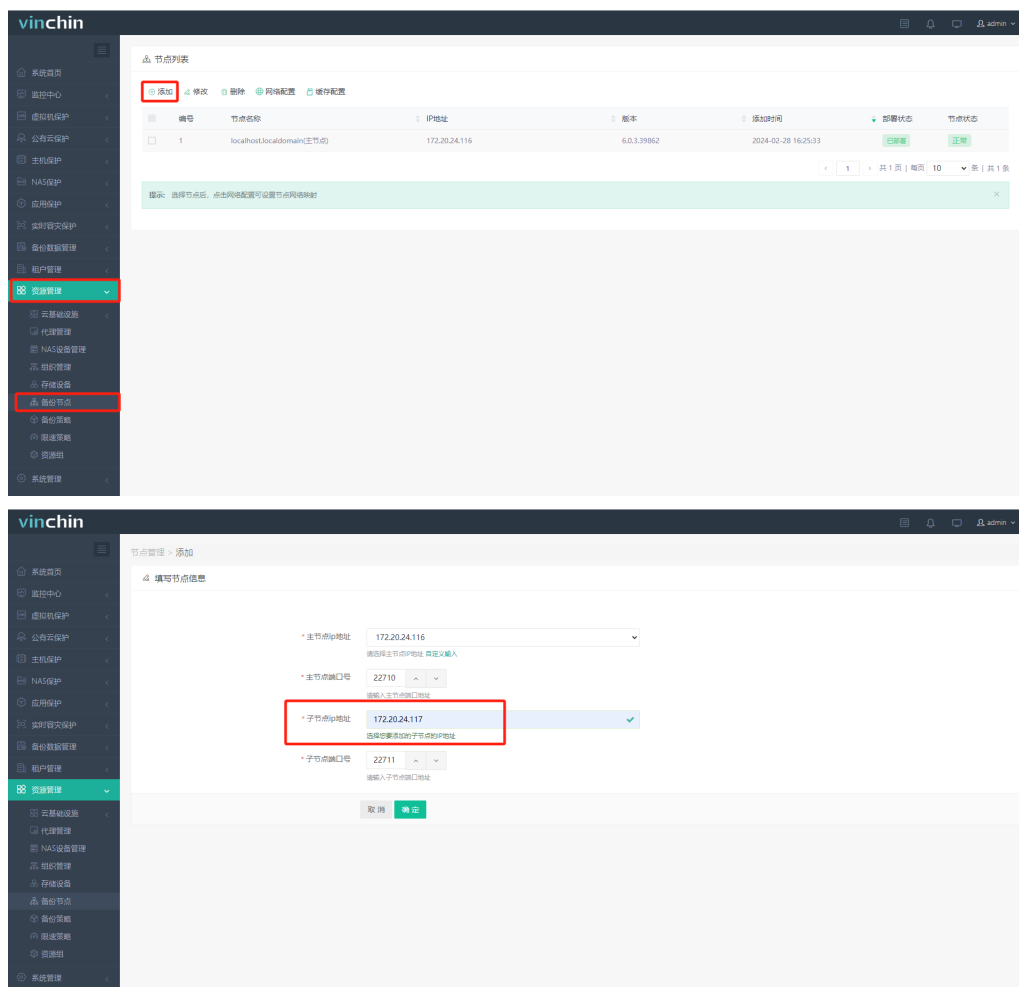 vinchin
admin
系统首页
监控中心
虚拟机保护
公有云保护
主机保护
NAS保护
应用保护
实时容灾保护
备份数据管理
租户管理
资源管理
云基础设施
代理管理
NAS设备管理
组织管理
存储设备
备份节点
备份策略
限速策略
资源组
系统管理
节点列表
添加 修改 删除 网络配置 缓存配置
编号 节点名称 IP地址 版本 添加时间 部署状态 节点状态
1 localhost.localdomain(主节点) 172.20.24.116 6.0.3.39862 2024-02-28 16:25:33 已部署 正常
‹ 1 › 共 1 页 | 每页 10 条 | 共 1 条
提示: 选择节点后，点击网络配置可设置节点网络映射 ×
vinchin
admin
系统首页
监控中心
虚拟机保护
公有云保护
主机保护
NAS保护
应用保护
实时容灾保护
备份数据管理
租户管理
资源管理
云基础设施
代理管理
NAS设备管理
组织管理
存储设备
备份节点
备份策略
限速策略
资源组
系统管理
节点管理 > 添加
填写节点信息
* 主节点ip地址 172.20.24.116
请选择主节点IP地址 自定义输入
* 主节点端口号 22710
请输入主节点端口地址
* 子节点ip地址 172.20.24.117
选择您要添加的子节点的IP地址
* 子节点端口号 22711
请输入子节点端口地址
取消 确定